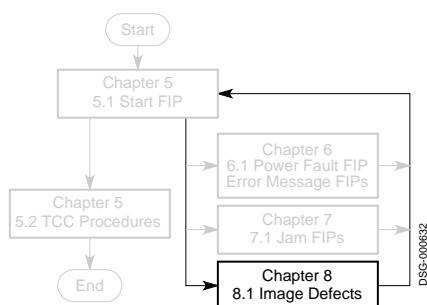 Start
Chapter 5
5.1 Start FIP
Chapter 6
6.1 Power Fault FIP
Error Message FIPs
Chapter 5
5.2 TCC Procedures
Chapter 7
7.1 Jam FIPs
End
Chapter 8
8.1 Image Defects
DSG-000632